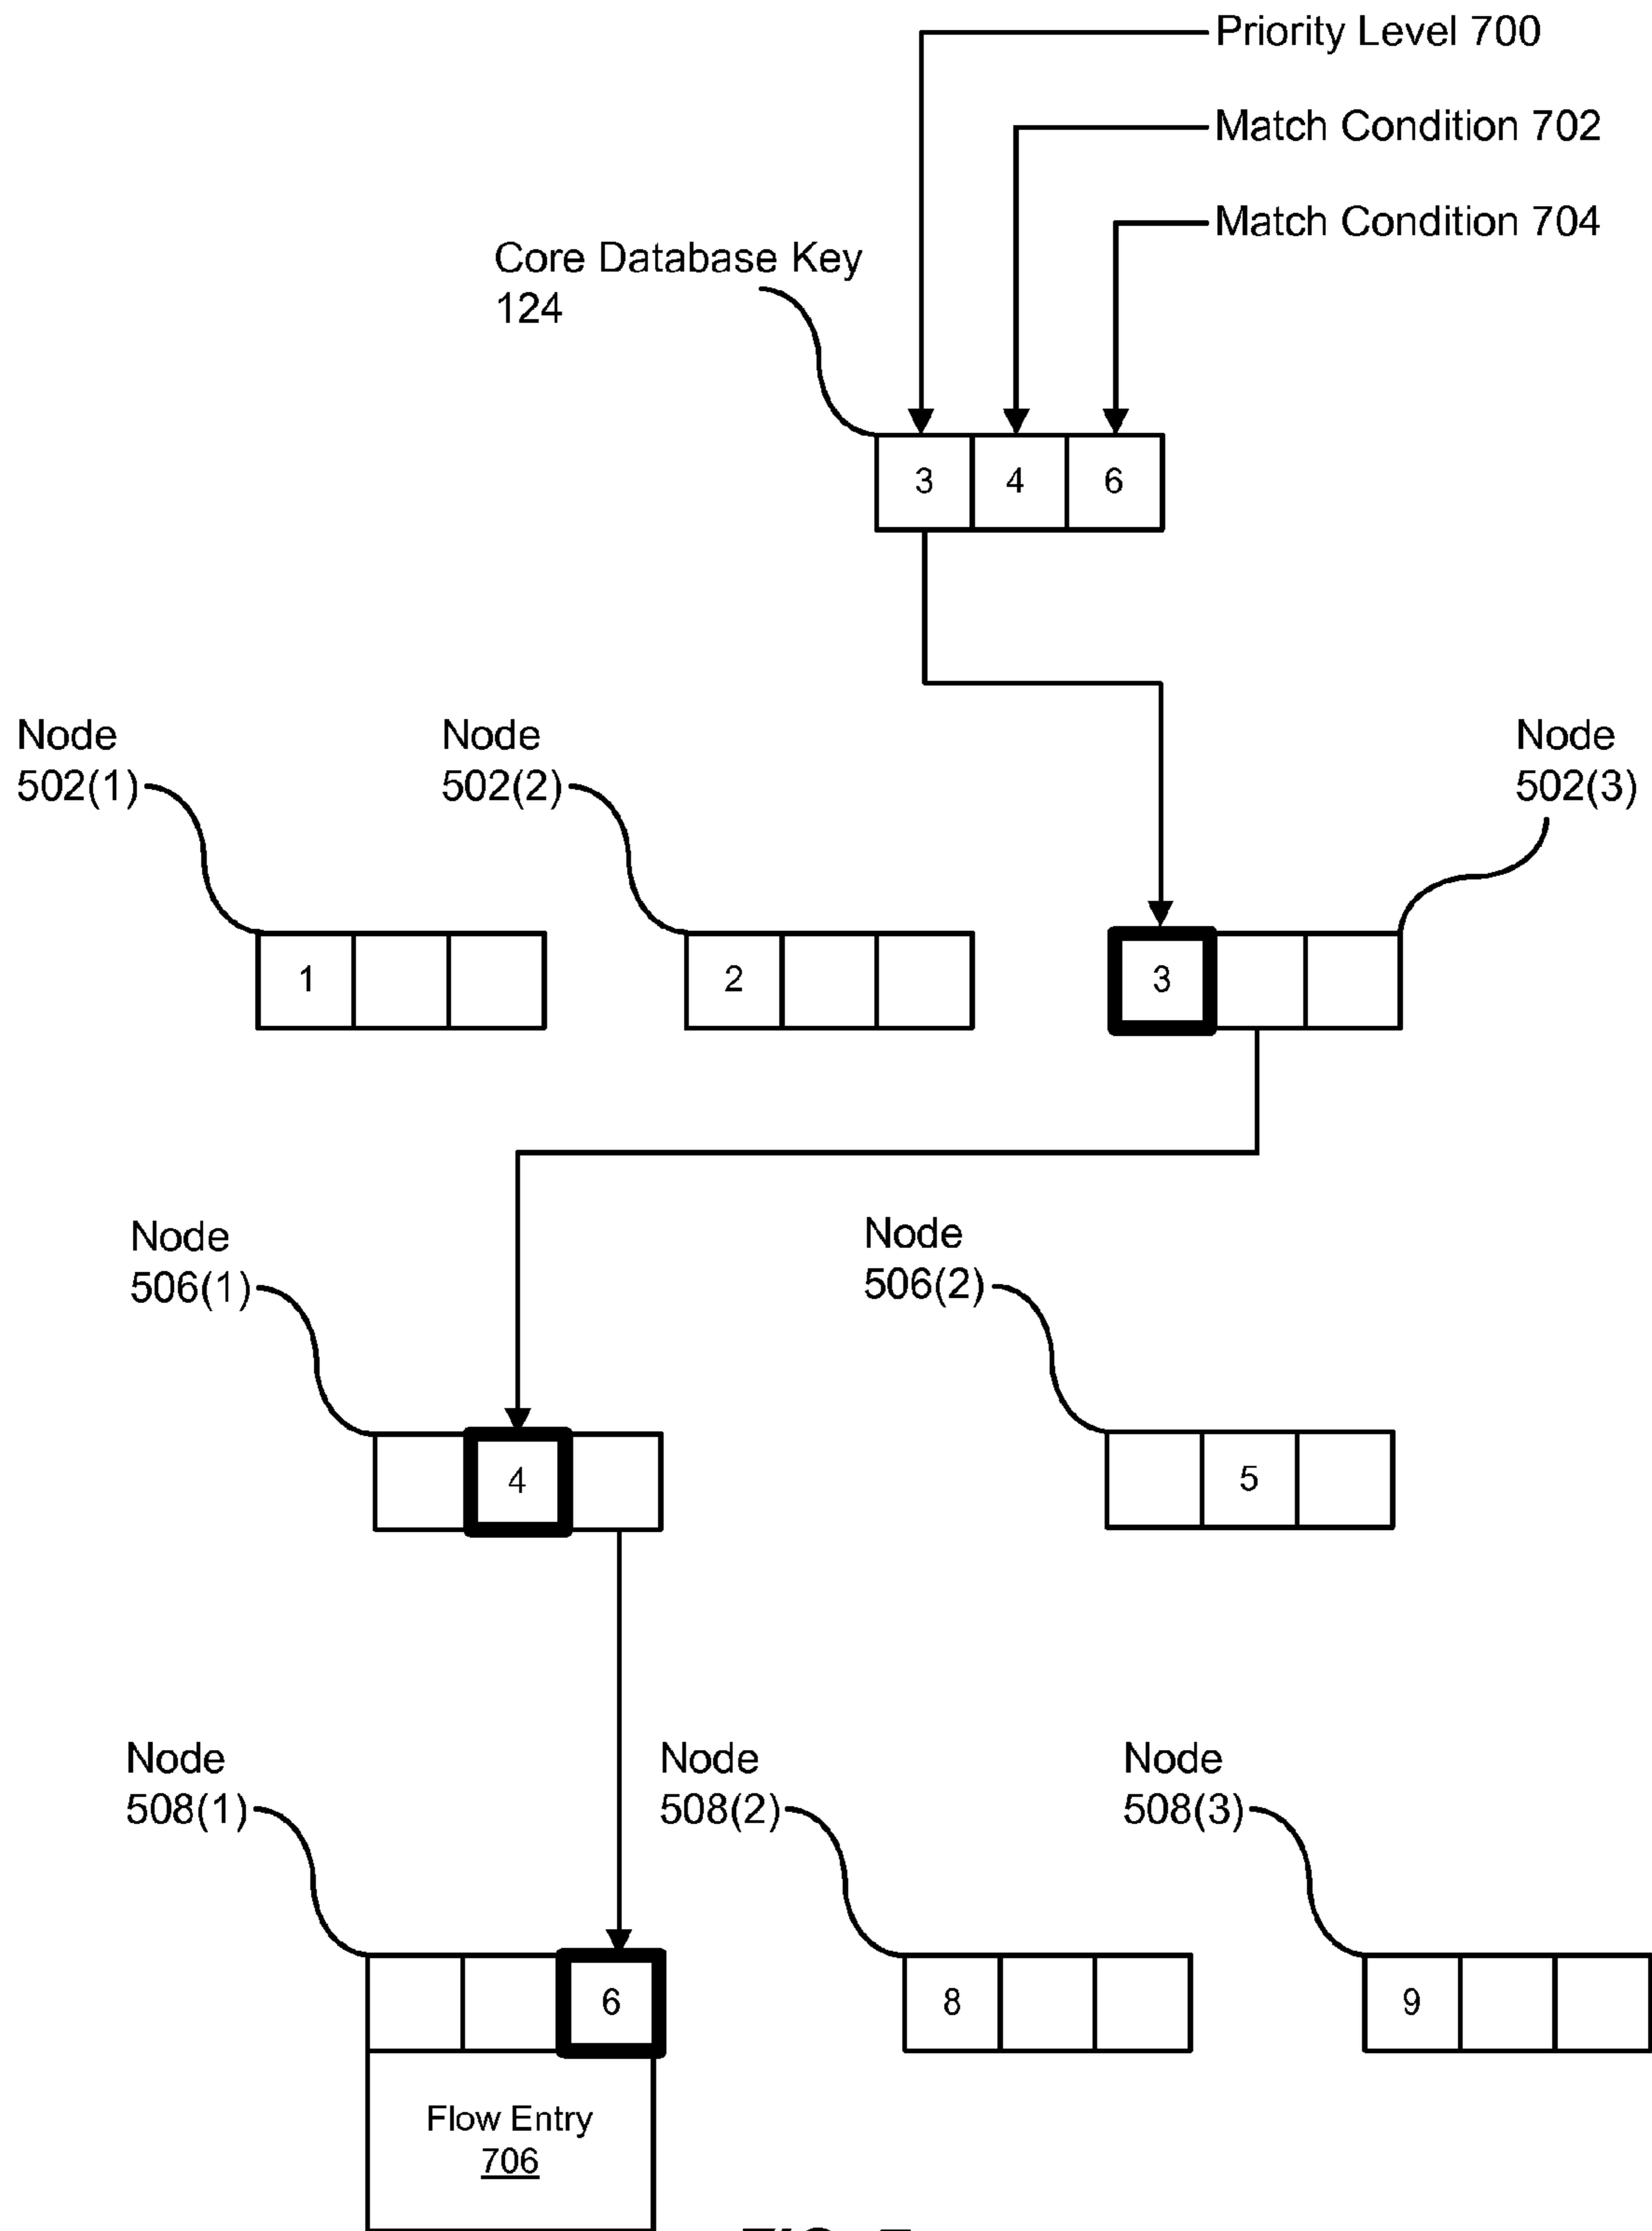 Priority Level 700
Match Condition 702
Match Condition 704
Core Database Key
124
3 4 6
Node
502(1)
Node
502(2)
Node
502(3)
1
2
3
Node
506(1)
Node
506(2)
4
5
Node
508(1)
Node
508(2)
Node
508(3)
6
8
9
Flow Entry
706